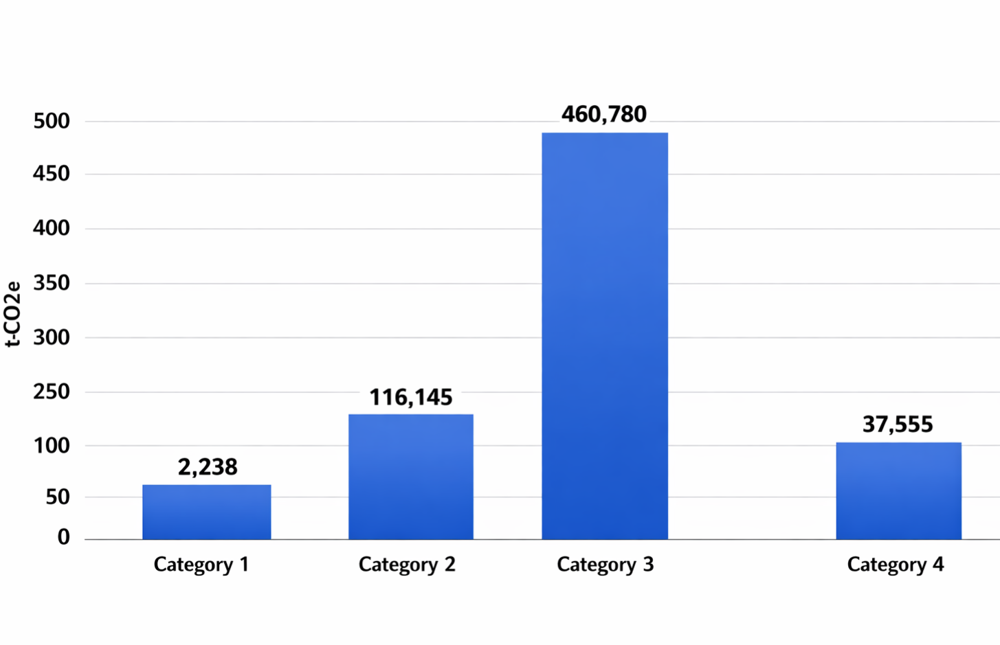 500
450
400
350
300
250
100
50
0
t-CO2e
2,238
116,145
460,780
37,555
Category 1
Category 2
Category 3
Category 4